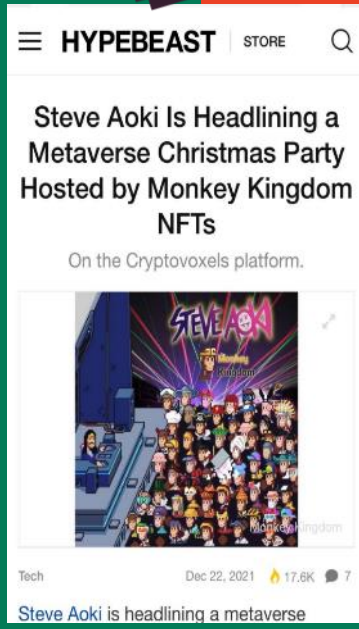 HYPEBEAST STORE
Steve Aoki Is Headlining a
Metaverse Christmas Party
Hosted by Monkey Kingdom
NFTs
On the Cryptovoxels platform.
STEVE AOKI
Monkey
Kingdom
MonkeyKingdom
Tech Dec 22, 2021 17.6K 7
Steve Aoki is headlining a metaverse